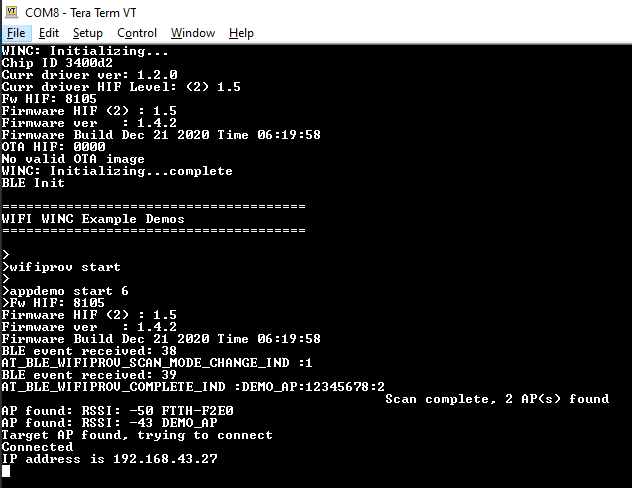 COM8 - Tera Term VT
File Edit Setup Control Window Help
WINC: Initializing...
Chip ID 3400d2
Curr driver ver: 1.2.0
Curr driver HIF Level: (2) 1.5
Fw HIF: 8105
Firmware HIF (2) : 1.5
Firmware ver   : 1.4.2
Firmware Build Dec 21 2020 Time 06:19:58
OTA HIF: 0000
No valid OTA image
WINC: Initializing...complete
BLE Init
======================================
WIFI WINC Example Demos
======================================
>
>wifiprov start
>
>appdemo start 6
>Fw HIF: 8105
Firmware HIF (2) : 1.5
Firmware ver   : 1.4.2
Firmware Build Dec 21 2020 Time 06:19:58
BLE event received: 38
AT_BLE_WIFIPROV_SCAN_MODE_CHANGE_IND :1
BLE event received: 39
AT_BLE_WIFIPROV_COMPLETE_IND :DEMO_AP:12345678:2
Scan complete, 2 AP(s) found
AP found: RSSI: -50 FTTH-F2E0
AP found: RSSI: -43 DEMO_AP
Target AP found, trying to connect
Connected
IP address is 192.168.43.27